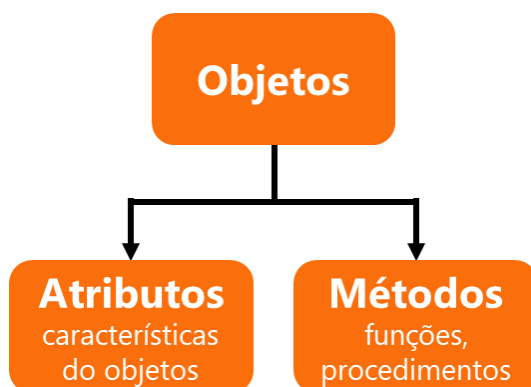 Objetos
Atributos
características
do objetos
Métodos
funções,
procedimentos